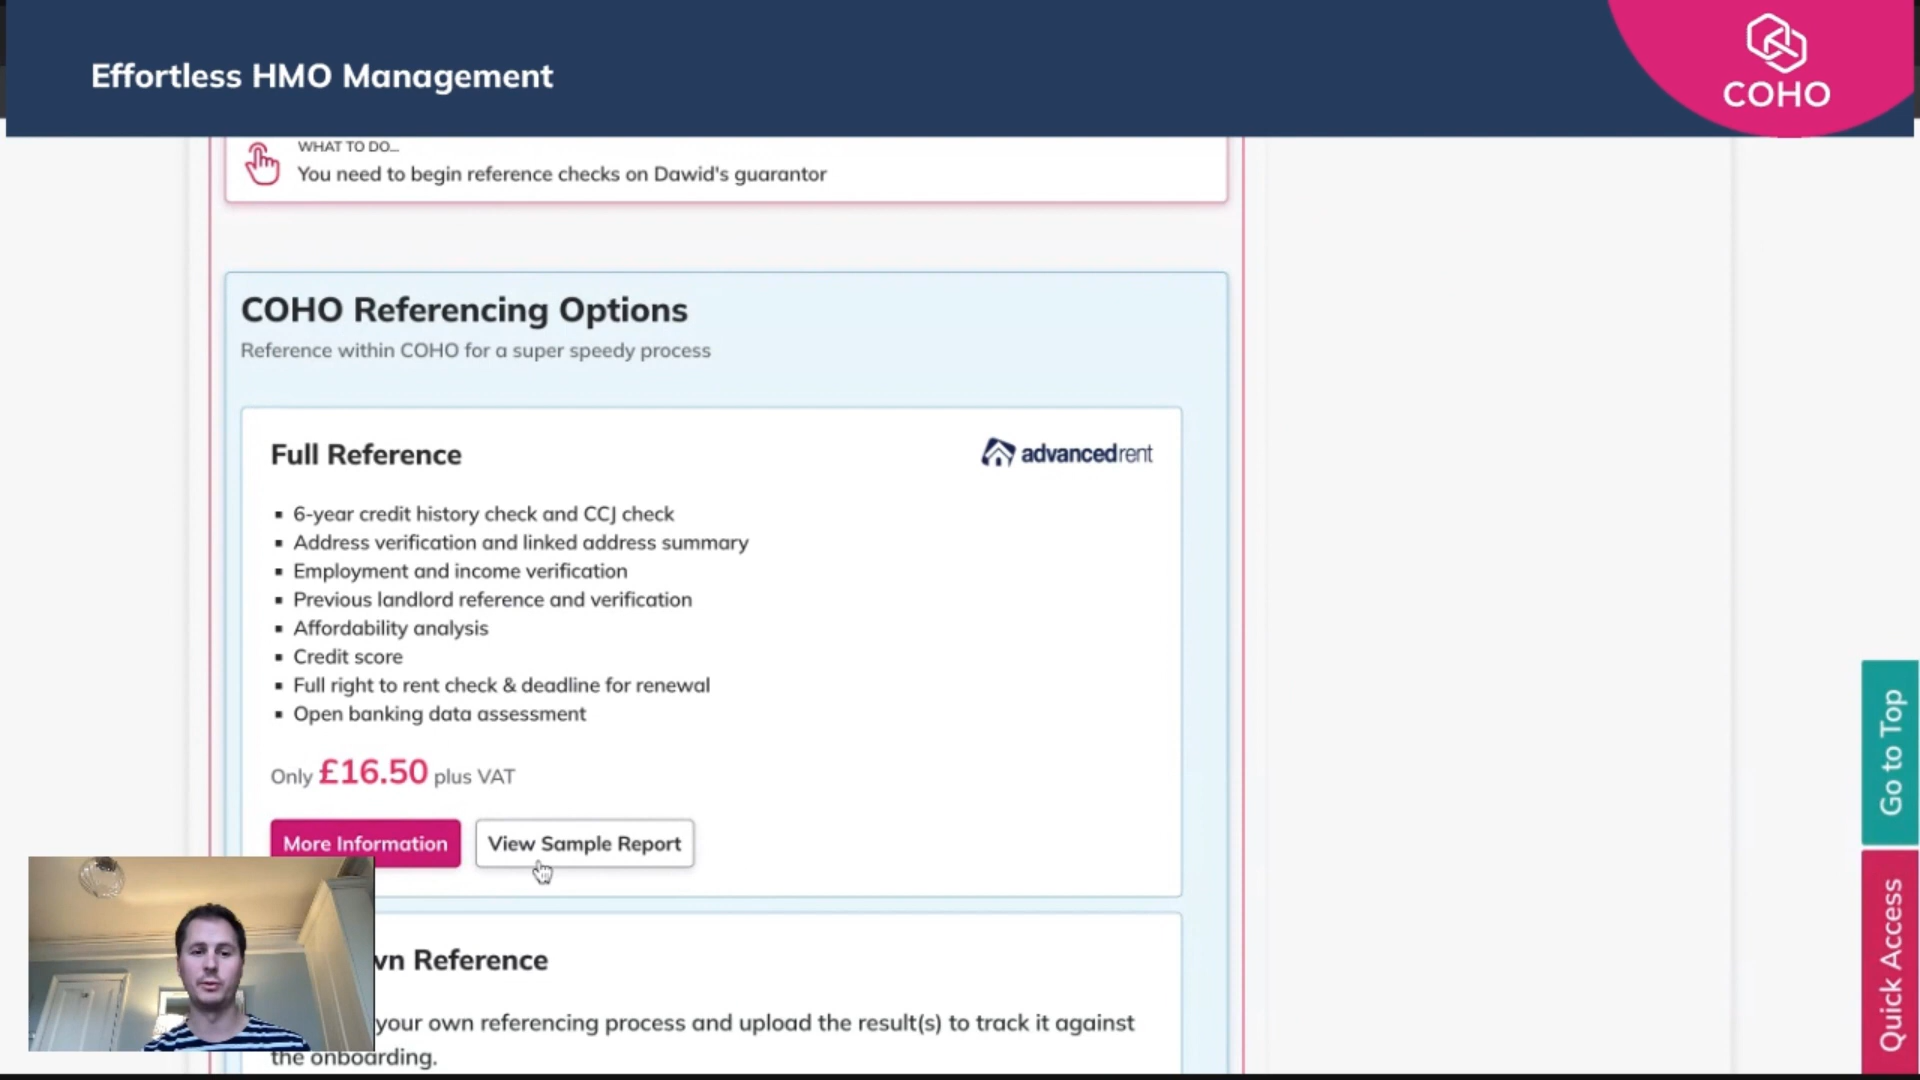 Effortless HMO Management
COHO
WHAT TO DO...
You need to begin reference checks on Dawid's guarantor
COHO Referencing Options
Reference within COHO for a super speedy process
Full Reference
advancedrent
▪ 6-year credit history check and CCJ check
▪ Address verification and linked address summary
▪ Employment and income verification
▪ Previous landlord reference and verification
▪ Affordability analysis
▪ Credit score
▪ Full right to rent check & deadline for renewal
▪ Open banking data assessment
Only £16.50 plus VAT
More Information
View Sample Report
Reference
your own referencing process and upload the result(s) to track it against
the onboarding.
Go to Top
Quick Access